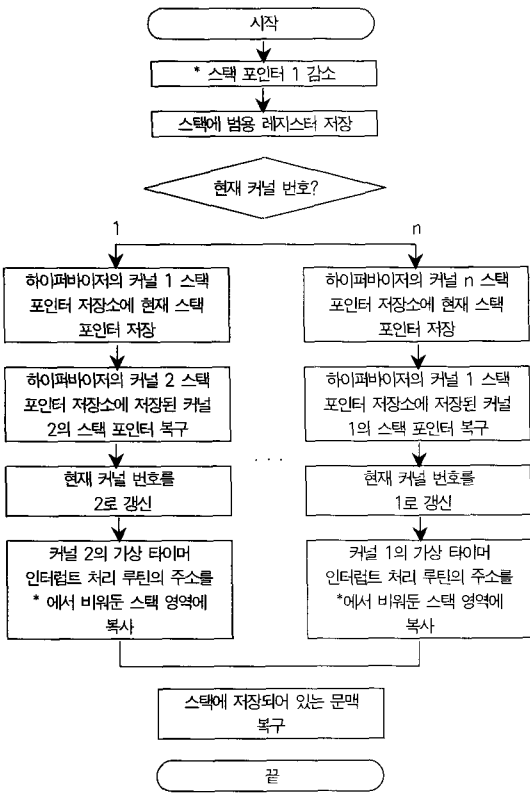 시작
* 스택 포인터 1 감소
스택에 범용 레지스터 저장
현재 커널 번호?
1
n
하이퍼바이저의 커널 1 스택
포인터 저장소에 현재 스택
포인터 저장
하이퍼바이저의 커널 n 스택
포인터 저장소에 현재 스택
포인터 저장
하이퍼바이저의 커널 2 스택
포인터 저장소에 저장된 커널
2의 스택 포인터 복구
하이퍼바이저의 커널 1 스택
포인터 저장소에 저장된 커널
1의 스택 포인터 복구
. . .
현재 커널 번호를
2로 갱신
현재 커널 번호를
1로 갱신
커널 2의 가상 타이머
인터럽트 처리 루틴의 주소를
* 에서 비워둔 스택 영역에
복사
커널 1의 가상 타이머
인터럽트 처리 루틴의 주소를
*에서 비워둔 스택 영역에
복사
스택에 저장되어 있는 문맥
복구
끝